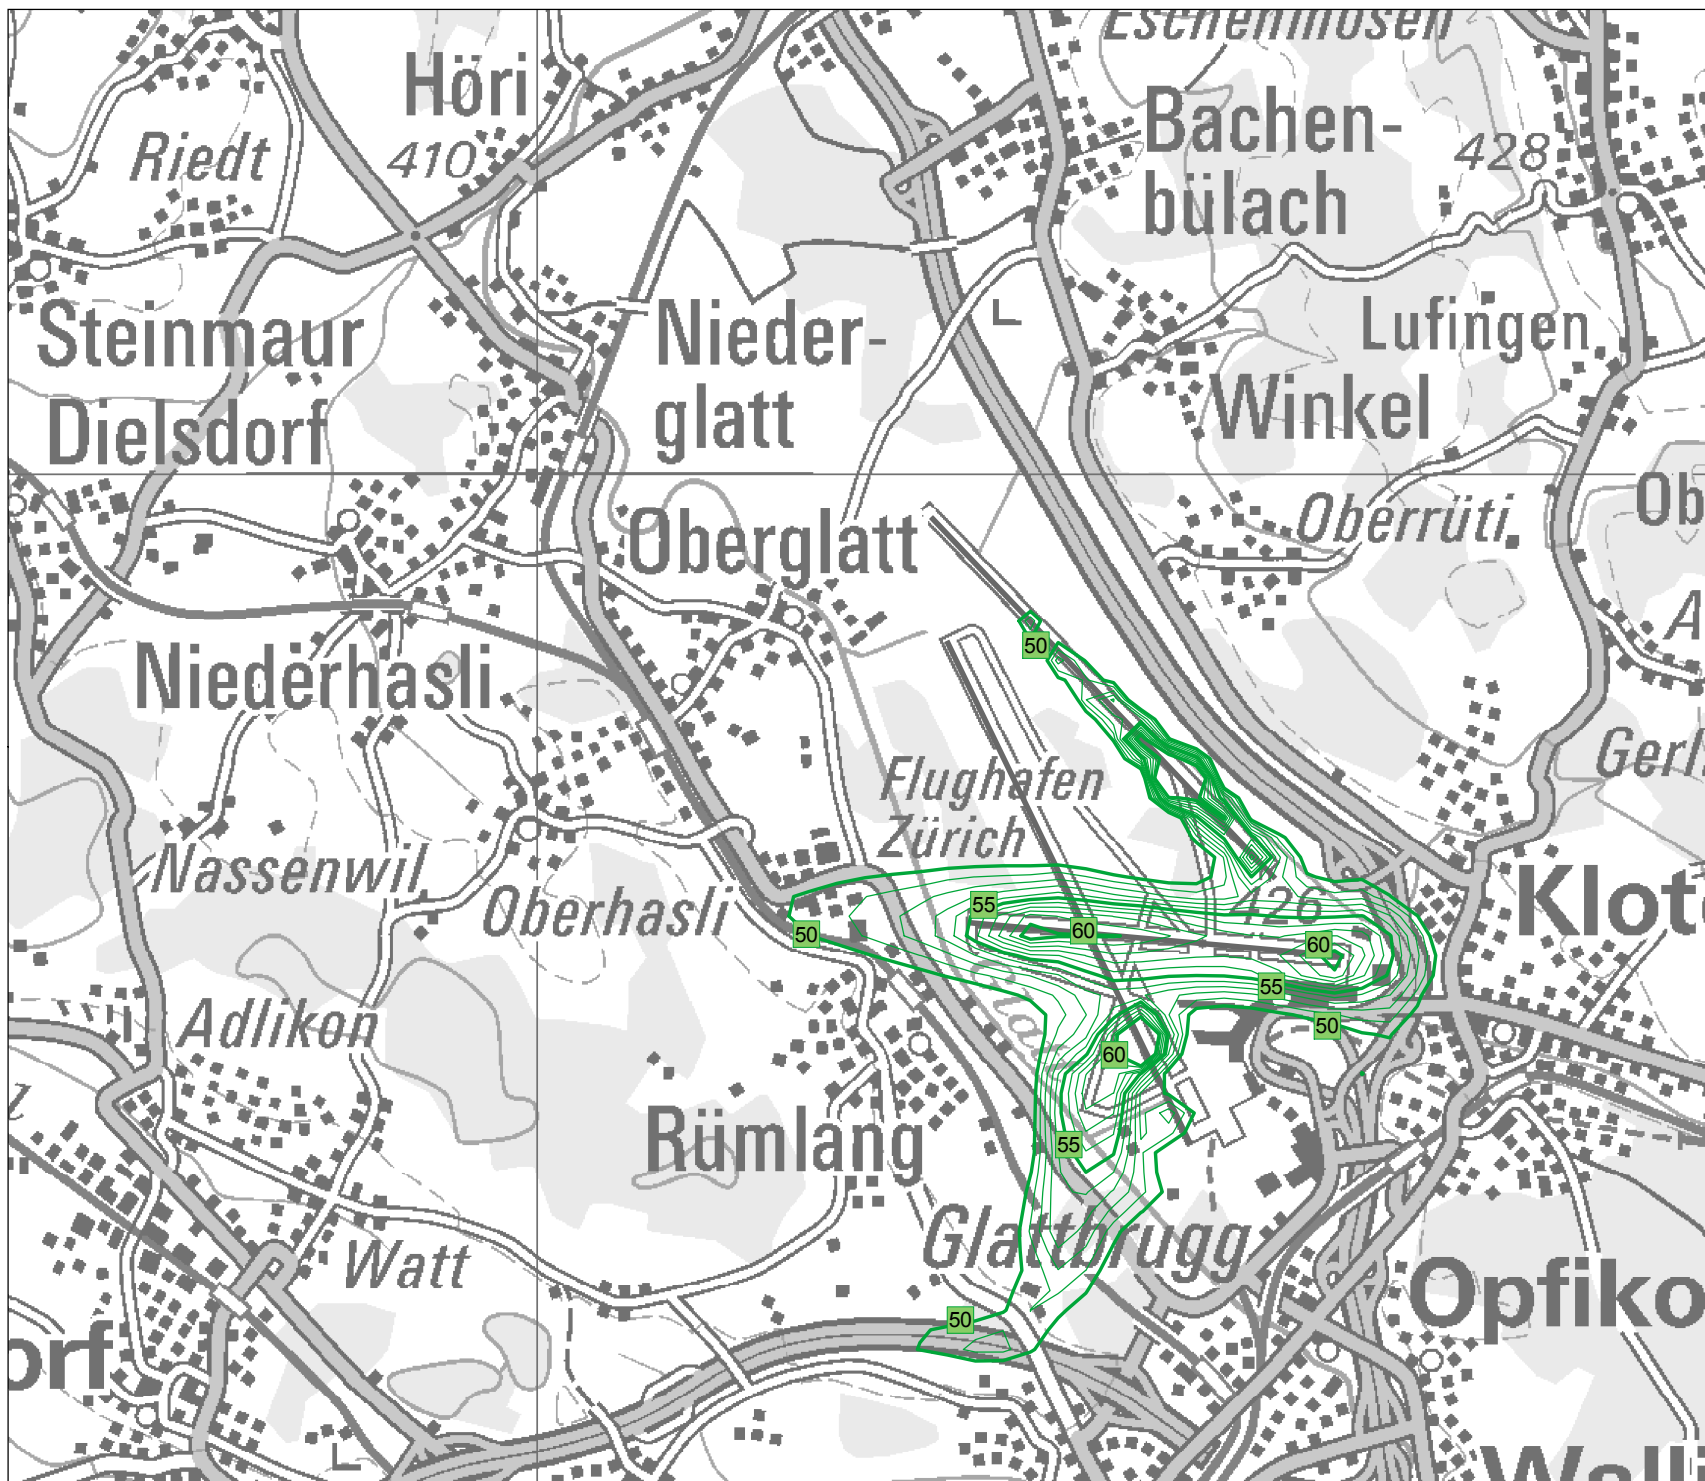 Eschenmosen
Höri
Bachen-
bülach
Riedt
410
428
Steinmaur
Nieder-
glatt
Lufingen
Dielsdorf
Winkel
Oberglatt
Oberrüti
Ob
A
50
Niederhasli
Gerl
Flughafen
Zürich
Nassenwil
Oberhasli
55
426
Klot
50
60
60
55
50
Adlikon
60
Rümlang
55
Glattbrugg
Watt
Opfiko
50
orf